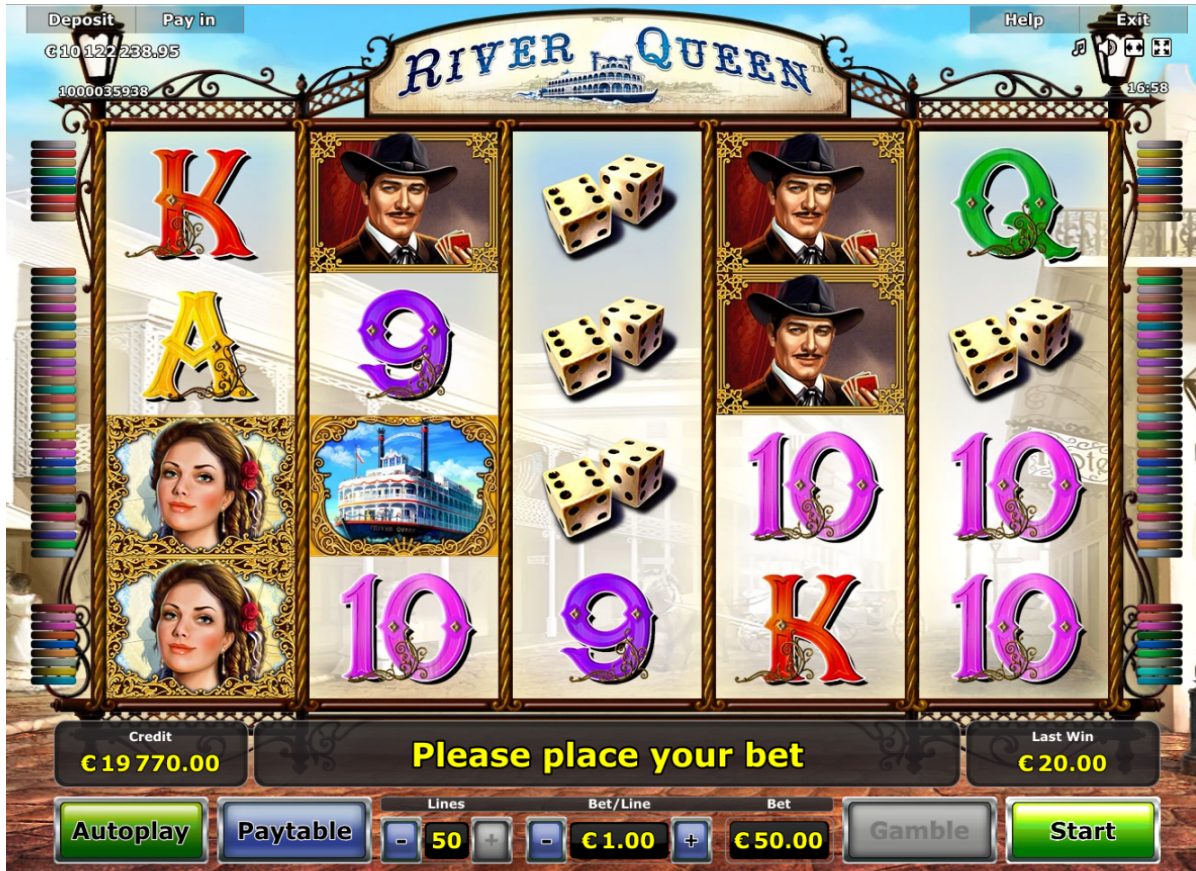 Deposit Pay in Help Exit
€ 10 122 238.95
1000035938
16:58
RIVER QUEEN™
K Q
A 9
RIVER QUEEN 10 10
10 9 K 10
Credit
€ 19 770.00
Please place your bet
Last Win
€ 20.00
Lines Bet/Line Bet
Autoplay Paytable - 50 + - € 1.00 + € 50.00 Gamble Start